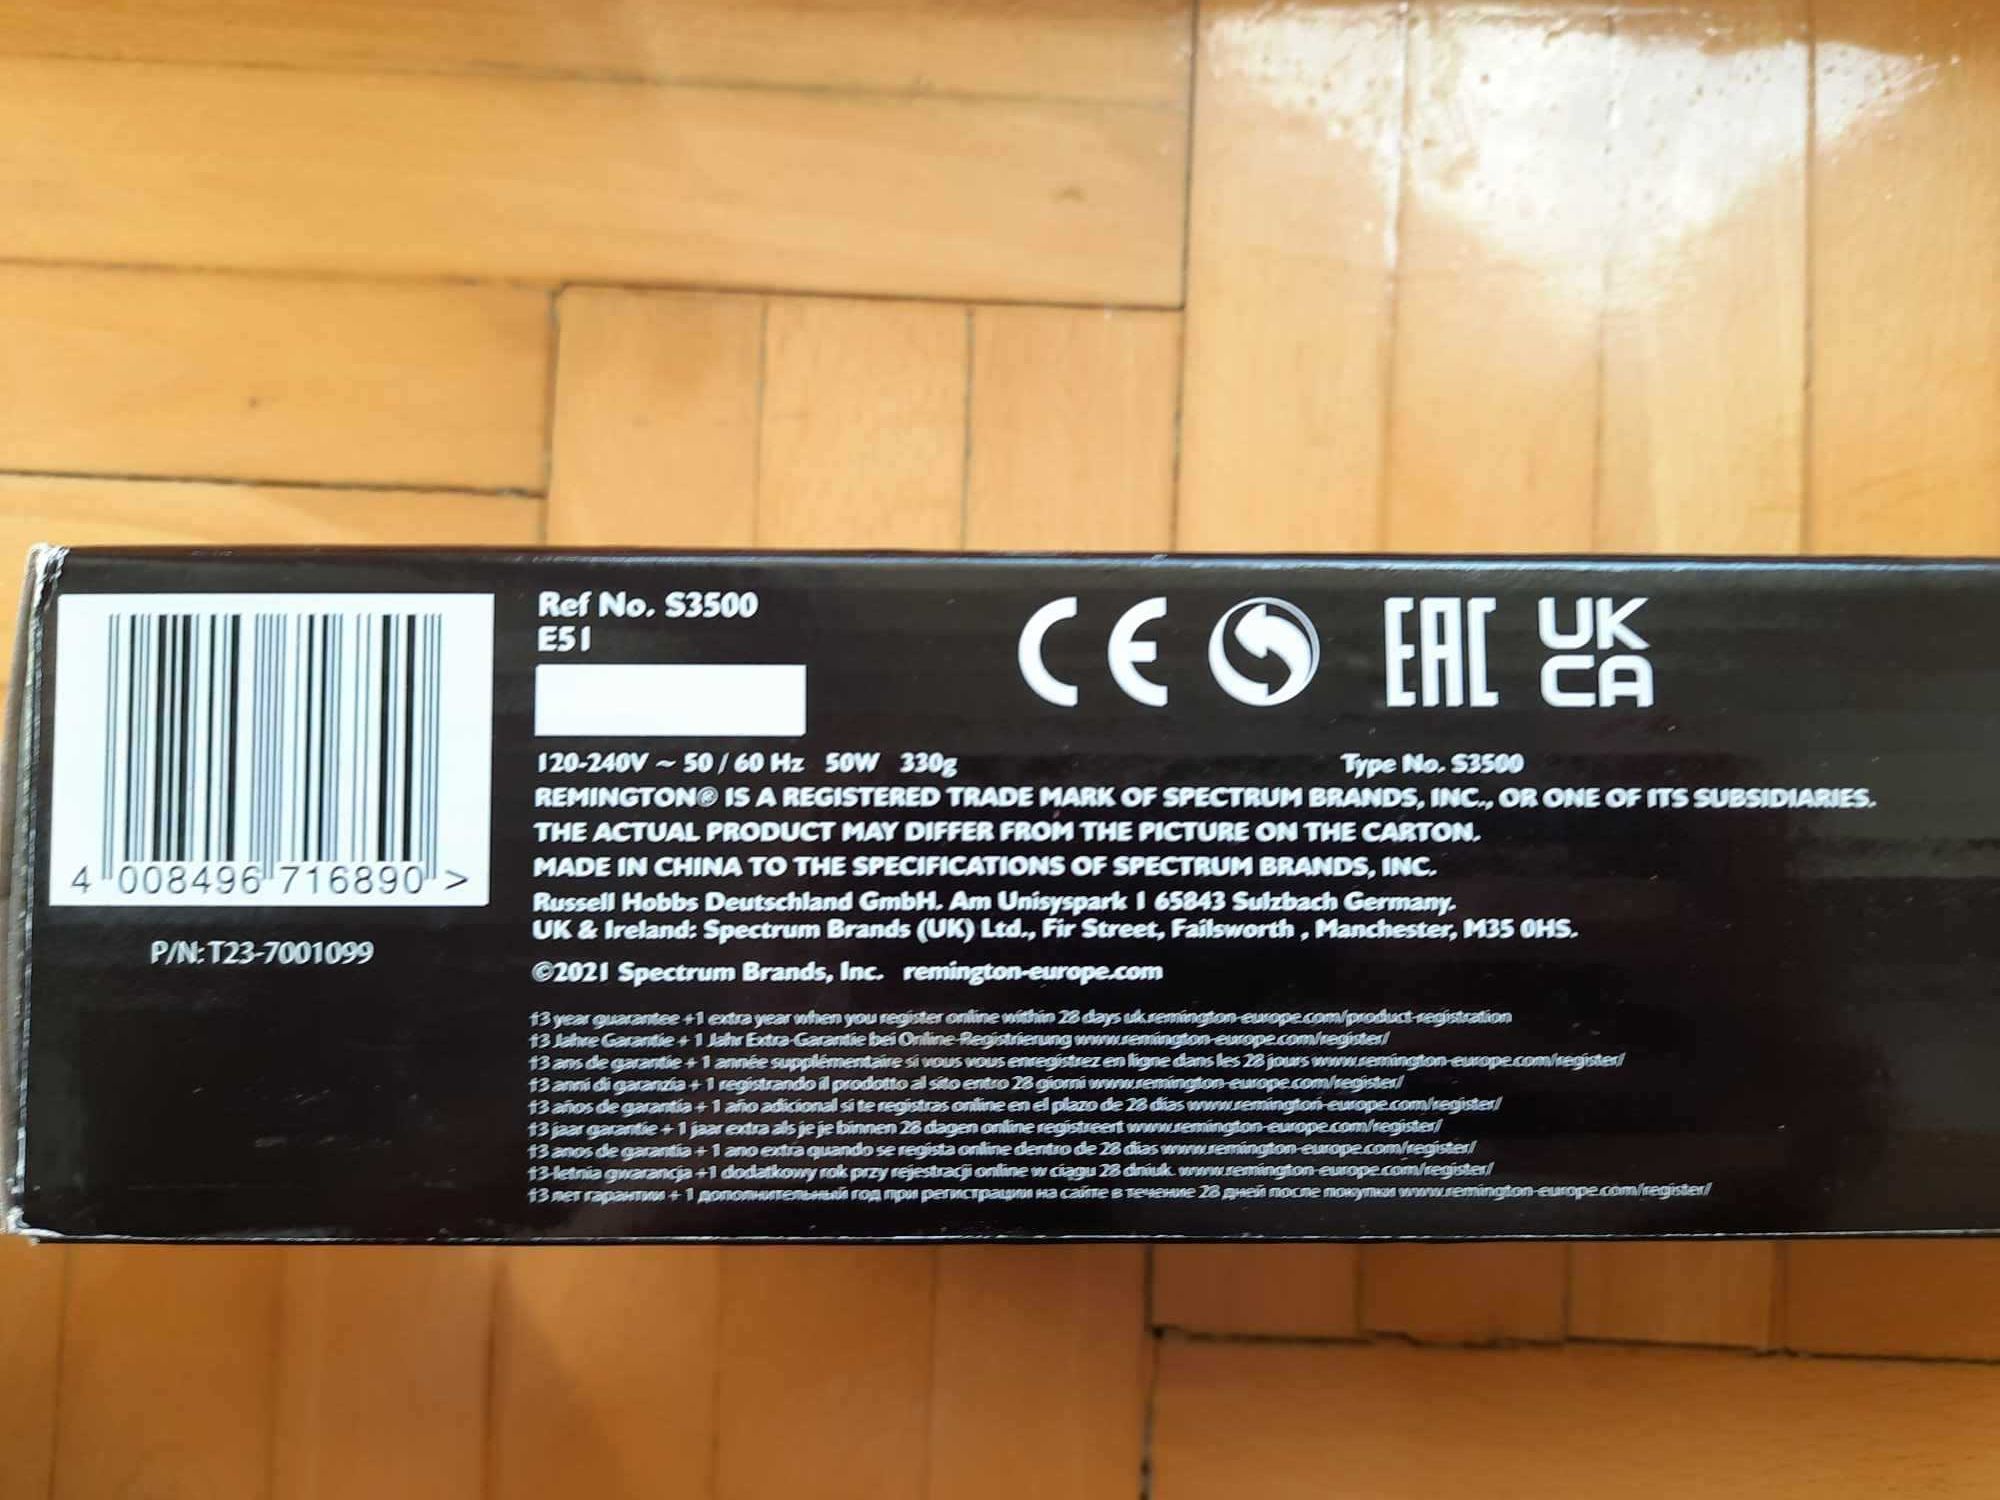 4 008496 716890 >
P/N: T23-7001099
Ref No. S3500
E51
CE EAC UK
CA
120-240V ~ 50 / 60 Hz 50W 330g Type No. S3500
REMINGTON® IS A REGISTERED TRADE MARK OF SPECTRUM BRANDS, INC., OR ONE OF ITS SUBSIDIARIES.
THE ACTUAL PRODUCT MAY DIFFER FROM THE PICTURE ON THE CARTON.
MADE IN CHINA TO THE SPECIFICATIONS OF SPECTRUM BRANDS, INC.
Russell Hobbs Deutschland GmbH. Am Unisyspark 1 65843 Sulzbach Germany.
UK & Ireland: Spectrum Brands (UK) Ltd., Fir Street, Failsworth , Manchester, M35 0HS.
©2021 Spectrum Brands, Inc. remington-europe.com
†3 year guarantee +1 extra year when you register online within 28 days uk.remington-europe.com/product-registration
†3 Jahre Garantie + 1 Jahr Extra-Garantie bei Online-Registrierung www.remington-europe.com/register/
†3 ans de garantie + 1 année supplémentaire si vous vous enregistrez en ligne dans les 28 jours www.remington-europe.com/register/
†3 anni di garanzia + 1 registrando il prodotto al sito entro 28 giorni www.remington-europe.com/register/
†3 años de garantía + 1 año adicional si te registras online en el plazo de 28 días www.remington-europe.com/register/
†3 jaar garantie + 1 jaar extra als je je binnen 28 dagen online registreert www.remington-europe.com/register/
†3 anos de garantia + 1 ano extra quando se regista online dentro de 28 dias www.remington-europe.com/register/
†3-letnia gwarancja +1 dodatkowy rok przy rejestracji online w ciągu 28 dniuk. www.remington-europe.com/register/
†3 лет гарантии + 1 дополнительный год при регистрации на сайте в течение 28 дней после покупки www.remington-europe.com/register/